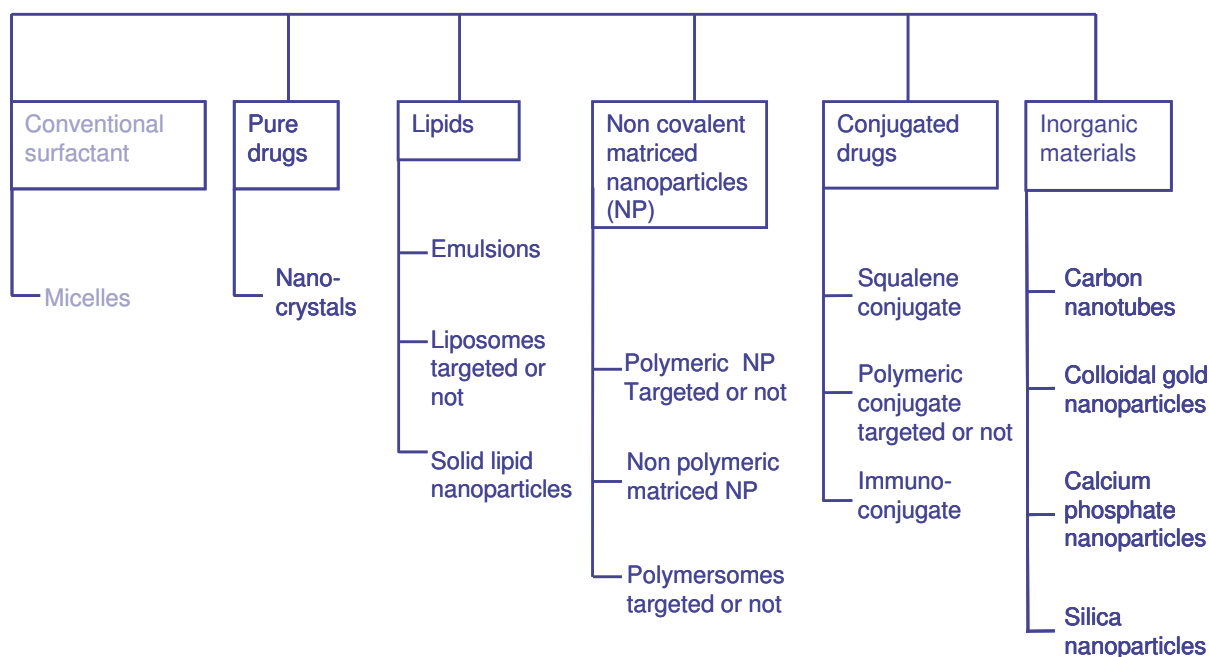 Conventional
surfactant
Micelles
Pure
drugs
Nano-
crystals
Lipids
Emulsions
Liposomes
targeted or
not
Solid lipid
nanoparticles
Non covalent
matriced
nanoparticles
(NP)
Polymeric NP
Targeted or not
Non polymeric
matriced NP
Polymersomes
targeted or not
Conjugated
drugs
Squalene
conjugate
Polymeric
conjugate
targeted or not
Immuno-
conjugate
Inorganic
materials
Carbon
nanotubes
Colloidal gold
nanoparticles
Calcium
phosphate
nanoparticles
Silica
nanoparticles